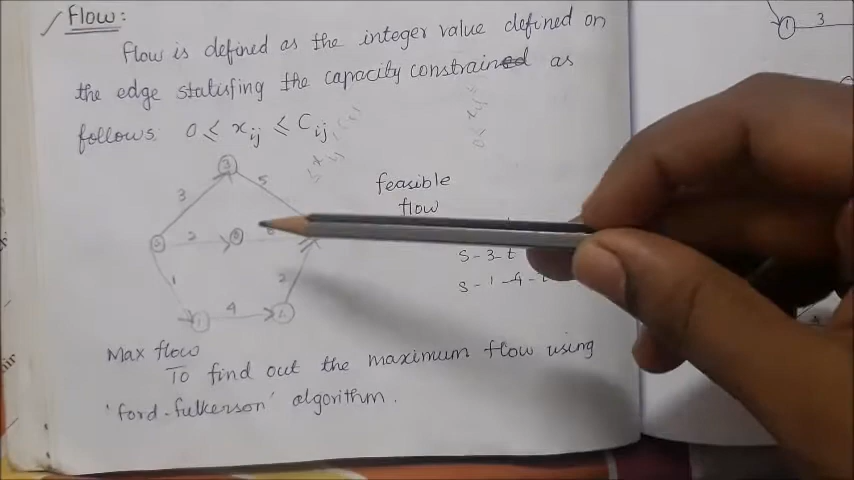 Flow:
Flow is defined as the integer value defined on
the edge statisfing the capacity constrained as
follows: 0 ≤ xij ≤ Cij
3
3
5
feasible
flow
S
2
S-3-t
1
2
S-1-4-t
4
1
Max flow
To find out the maximum flow using
'ford-fulkerson' algorithm.
1
3